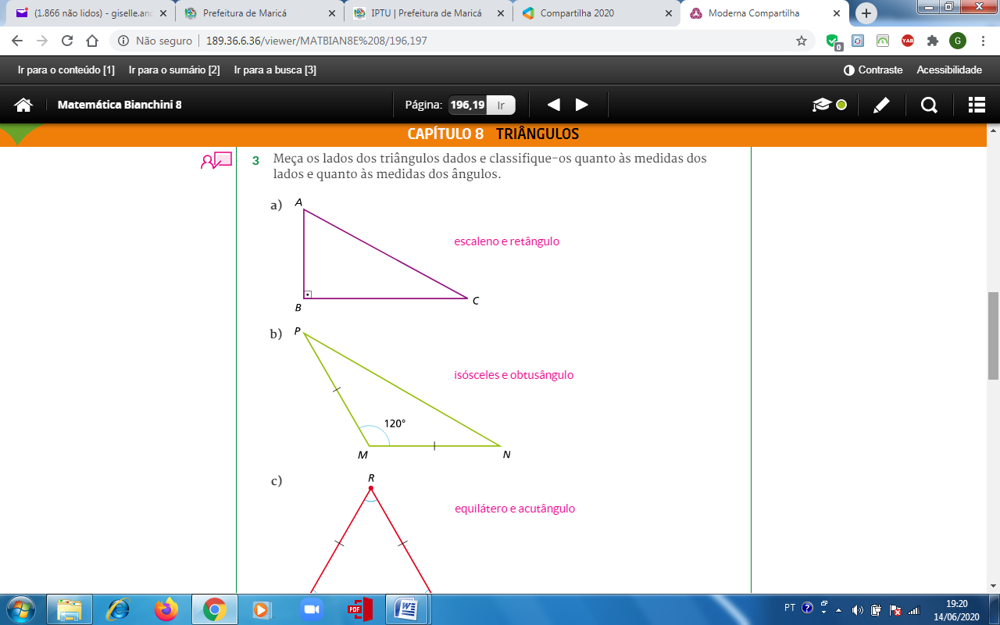 (1.866 não lidos) - giselle.and
Prefeitura de Maricá
IPTU | Prefeitura de Maricá
Compartilha 2020
Moderna Compartilha
Não seguro | 189.36.6.36/viewer/MATBIAN8E%208/196,197
0
YAB
G
Ir para o conteúdo [1] Ir para o sumário [2] Ir para a busca [3]
Contraste Acessibilidade
Matemática Bianchini 8
Página: 196,19 Ir
CAPÍTULO 8 TRIÂNGULOS
3 Meça os lados dos triângulos dados e classifique-os quanto às medidas dos
lados e quanto às medidas dos ângulos.
a) A
escaleno e retângulo
B
C
b) P
isósceles e obtusângulo
120°
M
N
c) R
equilátero e acutângulo
PDF
PT
19:20
14/06/2020